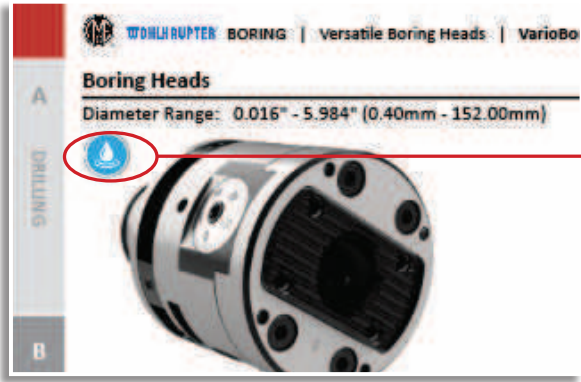 WOHLHAUPTER BORING | Versatile Boring Heads | VarioBo
Boring Heads
Diameter Range: 0.016" - 5.984" (0.40mm - 152.00mm)
A
DRILLING
B